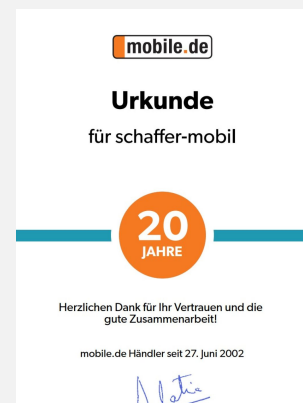 mobile.de
Urkunde
für schaffer-mobil
20
JAHRE
Herzlichen Dank für Ihr Vertrauen und die
gute Zusammenarbeit!
mobile.de Händler seit 27. Juni 2002